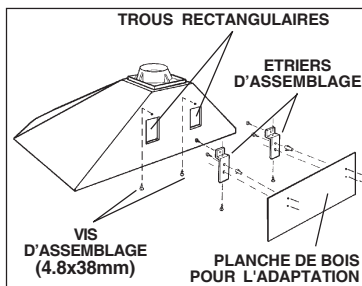 TROUS RECTANGULAIRES
ETRIERS
D'ASSEMBLAGE
VIS
D'ASSEMBLAGE
(4.8x38mm)
PLANCHE DE BOIS
POUR L'ADAPTATION